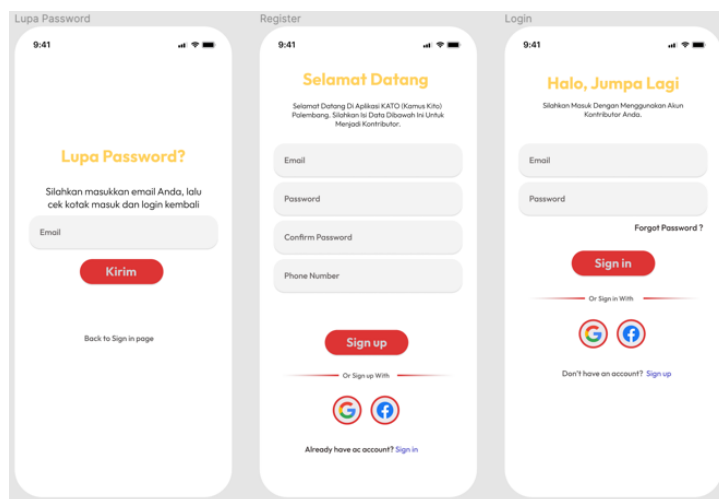 Lupa Password
9:41
Lupa Password?
Silahkan masukkan email Anda, lalu
cek kotak masuk dan login kembali
Email
Kirim
Back to Sign in page
Register
9:41
Selamat Datang
Selamat Datang Di Aplikasi KATO (Kamus Kito)
Palembang. Silahkan Isi Data Dibawah Ini Untuk
Menjadi Kontributor.
Email
Password
Confirm Password
Phone Number
Sign up
Or Sign up With
Already have ac account? Sign in
Login
9:41
Halo, Jumpa Lagi
Silahkan Masuk Dengan Menggunakan Akun
Kontributor Anda.
Email
Password
Forgot Password ?
Sign in
Or Sign in With
Don't have an account? Sign up